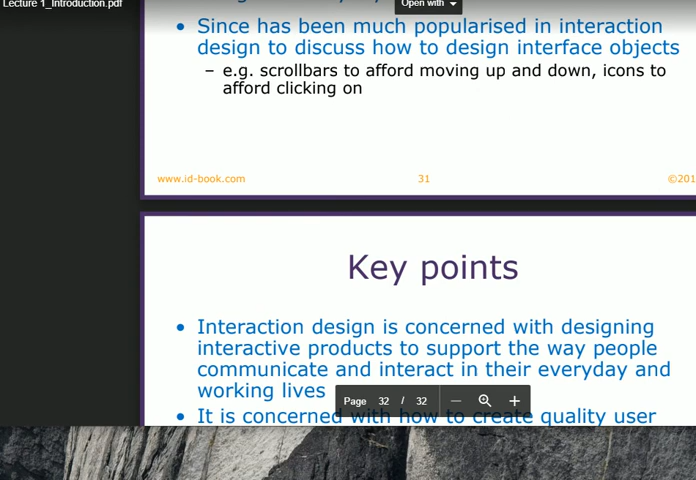 Lecture 1_Introduction.pdf
Open with
• Since has been much popularised in interaction
design to discuss how to design interface objects
– e.g. scrollbars to afford moving up and down, icons to
afford clicking on
www.id-book.com 31 ©201
Key points
• Interaction design is concerned with designing
interactive products to support the way people
communicate and interact in their everyday and
working lives
• It is concerned with how to create quality user
Page 32 / 32